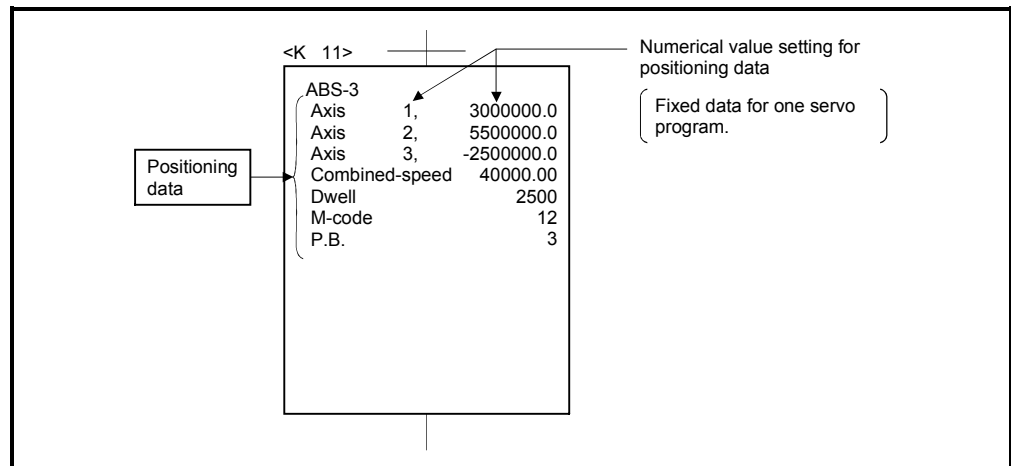 <K 11>
ABS-3
Axis 1, 3000000.0
Axis 2, 5500000.0
Axis 3, -2500000.0
Combined-speed 40000.00
Dwell 2500
M-code 12
P.B. 3
Positioning
data
Numerical value setting for
positioning data
Fixed data for one servo
program.